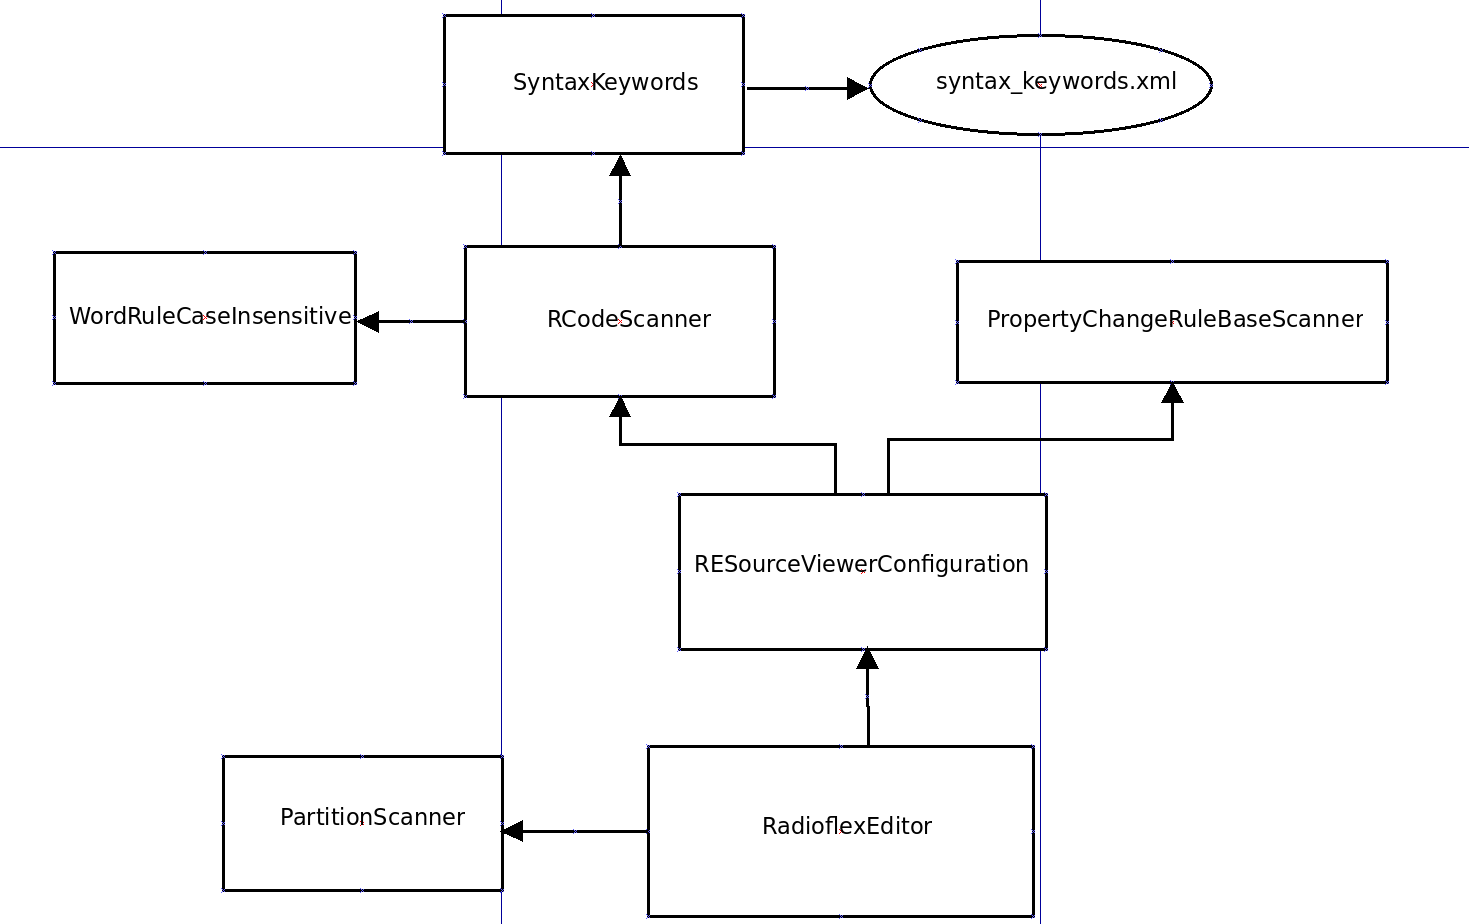 SyntaxKeywords
syntax_keywords.xml
WordRuleCaseInsensitive
RCodeScanner
PropertyChangeRuleBaseScanner
RESourceViewerConfiguration
PartitionScanner
RadioflexEditor